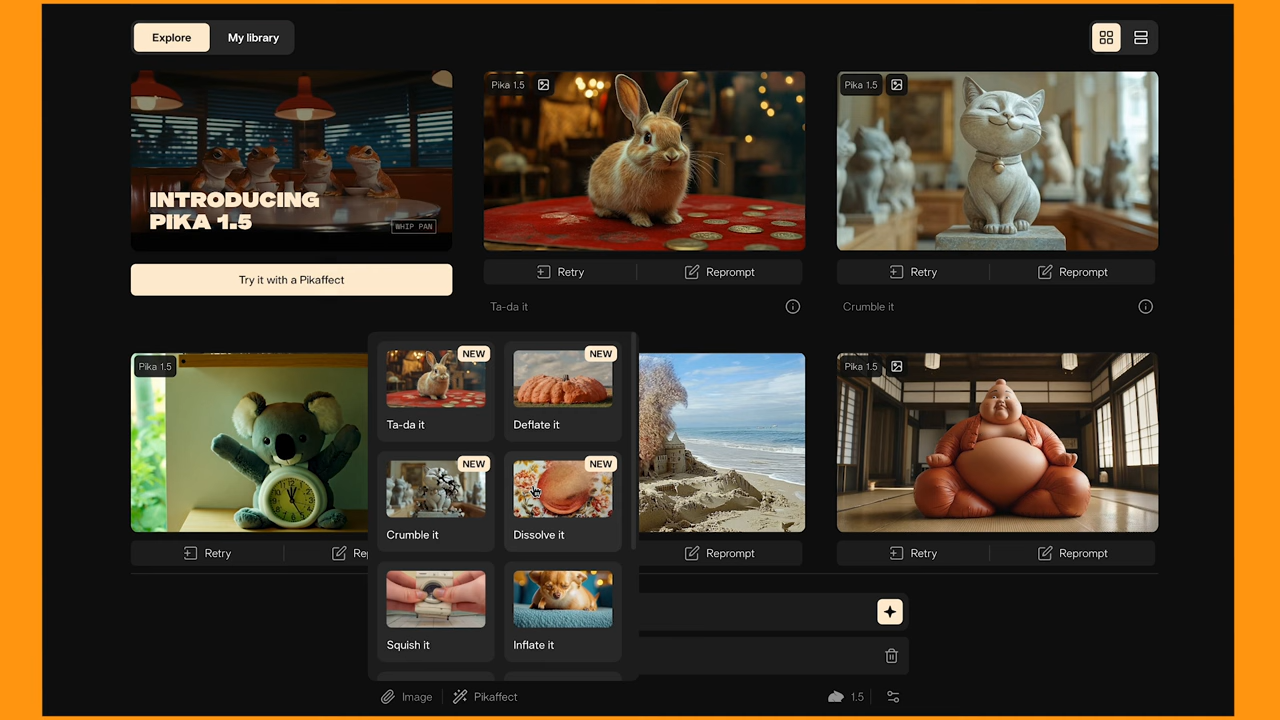 Explore
My library
INTRODUCING
PIKA 1.5
WHIP PAN
Try it with a Pikaffect
Pika 1.5
Retry
Reprompt
Ta-da it
Pika 1.5
Retry
Reprompt
Crumble it
Pika 1.5
Retry
Rep
Reprompt
Pika 1.5
Retry
Reprompt
NEW
Ta-da it
NEW
Deflate it
NEW
Crumble it
NEW
Dissolve it
Squish it
Inflate it
Image
Pikaffect
1.5